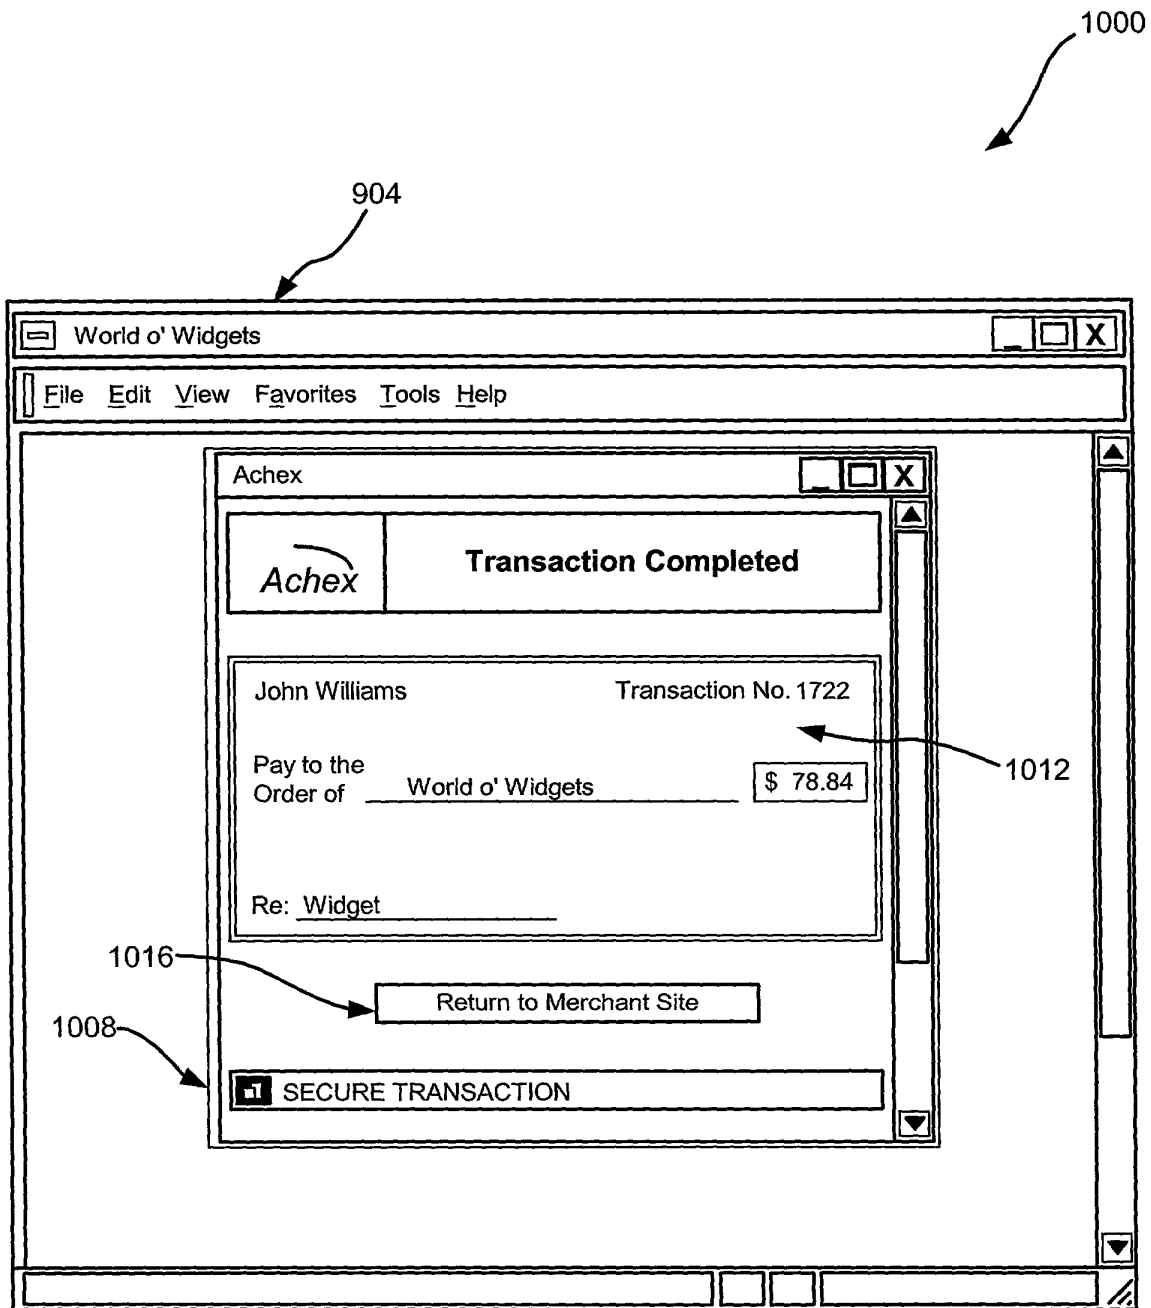 1000
904
World o' Widgets
File Edit View Favorites Tools Help
Achex
Achex
Transaction Completed
John Williams Transaction No. 1722
Pay to the
Order of World o' Widgets $ 78.84
1012
Re: Widget
1016
Return to Merchant Site
1008
SECURE TRANSACTION